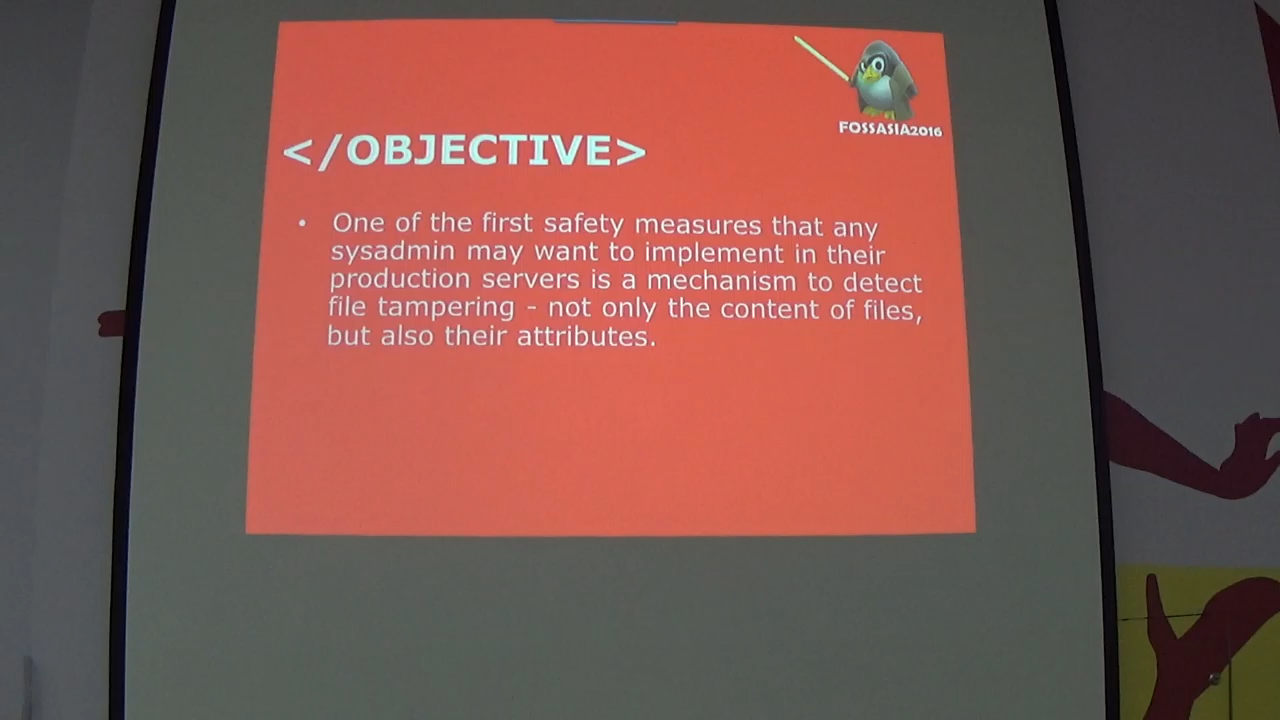 FOSSASIA2016
</OBJECTIVE>
• One of the first safety measures that any
sysadmin may want to implement in their
production servers is a mechanism to detect
file tampering - not only the content of files,
but also their attributes.